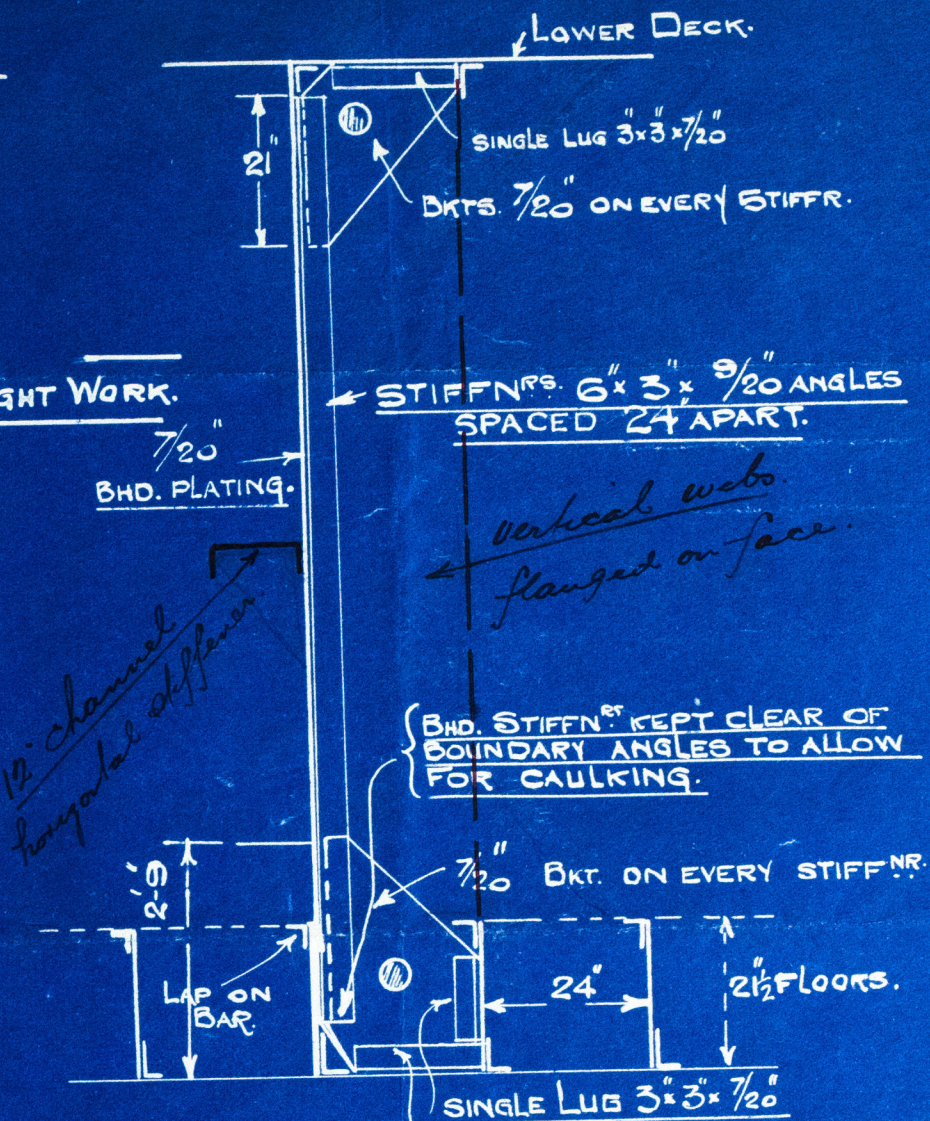 LOWER DECK.
21"
SINGLE LUG 3"x3"x7/20"
BKTS. 7/20" ON EVERY STIFFR.
GHT WORK.
STIFFNRS. 6"x 3"x 9/20" ANGLES
SPACED 24" APART.
7/20"
BHD. PLATING.
vertical webs.
flanged on face.
12" channel
horizontal stiffener.
BHD. STIFFNRS KEPT CLEAR OF
BOUNDARY ANGLES TO ALLOW
FOR CAULKING.
2'-9"
7/20" BKT. ON EVERY STIFFNR.
LAP ON
BAR.
24"
21½" FLOORS.
SINGLE LUG 3"x3"x 7/20"